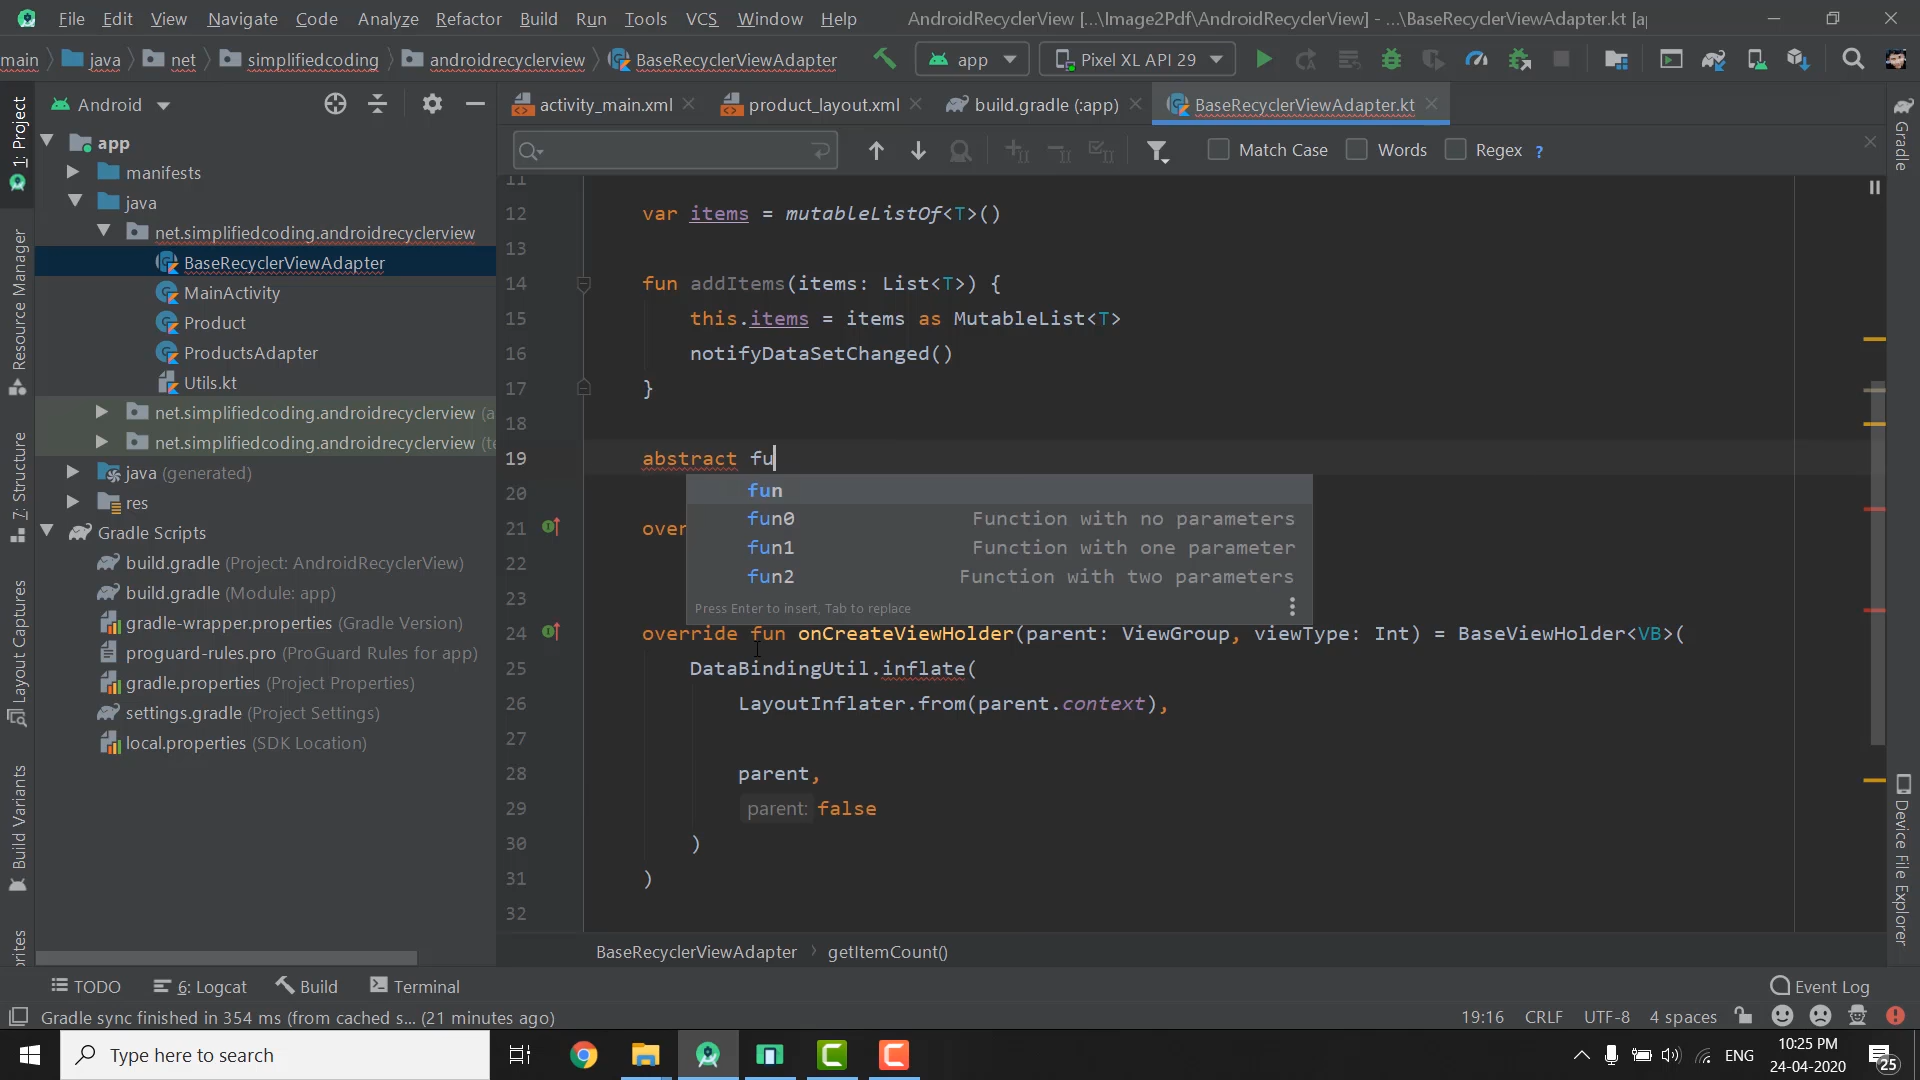 File Edit View Navigate Code Analyze Refactor Build Run Tools VCS Window Help AndroidRecyclerView [...\Image2Pdf\AndroidRecyclerView] - ...\BaseRecyclerViewAdapter.kt [a
main java net simplifiedcoding androidrecyclerview BaseRecyclerViewAdapter app Pixel XL API 29
Android activity_main.xml product_layout.xml build.gradle (:app) BaseRecyclerViewAdapter.kt
Match Case Words Regex ?
1: Project
Resource Manager
7: Structure
Layout Captures
Build Variants
Gradle
Device File Explorer
app
manifests
java
net.simplifiedcoding.androidrecyclerview
BaseRecyclerViewAdapter
MainActivity
Product
ProductsAdapter
Utils.kt
net.simplifiedcoding.androidrecyclerview (a
net.simplifiedcoding.androidrecyclerview (te
java (generated)
res
Gradle Scripts
build.gradle (Project: AndroidRecyclerView)
build.gradle (Module: app)
gradle-wrapper.properties (Gradle Version)
proguard-rules.pro (ProGuard Rules for app)
gradle.properties (Project Properties)
settings.gradle (Project Settings)
local.properties (SDK Location)
11
12 var items = mutableListOf<T>()
13
14 fun addItems(items: List<T>) {
15 this.items = items as MutableList<T>
16 notifyDataSetChanged()
17 }
18
19 abstract fu
20 fun
fun0 Function with no parameters
21 over
fun1 Function with one parameter
22
fun2 Function with two parameters
23 Press Enter to insert, Tab to replace
24 override fun onCreateViewHolder(parent: ViewGroup, viewType: Int) = BaseViewHolder<VB>(
25 DataBindingUtil.inflate(
26 LayoutInflater.from(parent.context),
27
28 parent,
29 parent: false
30 )
31 )
32
BaseRecyclerViewAdapter getItemCount()
TODO 6: Logcat Build Terminal Event Log
Gradle sync finished in 354 ms (from cached s... (21 minutes ago) 19:16 CRLF UTF-8 4 spaces
Type here to search ENG 10:25 PM
24-04-2020 25